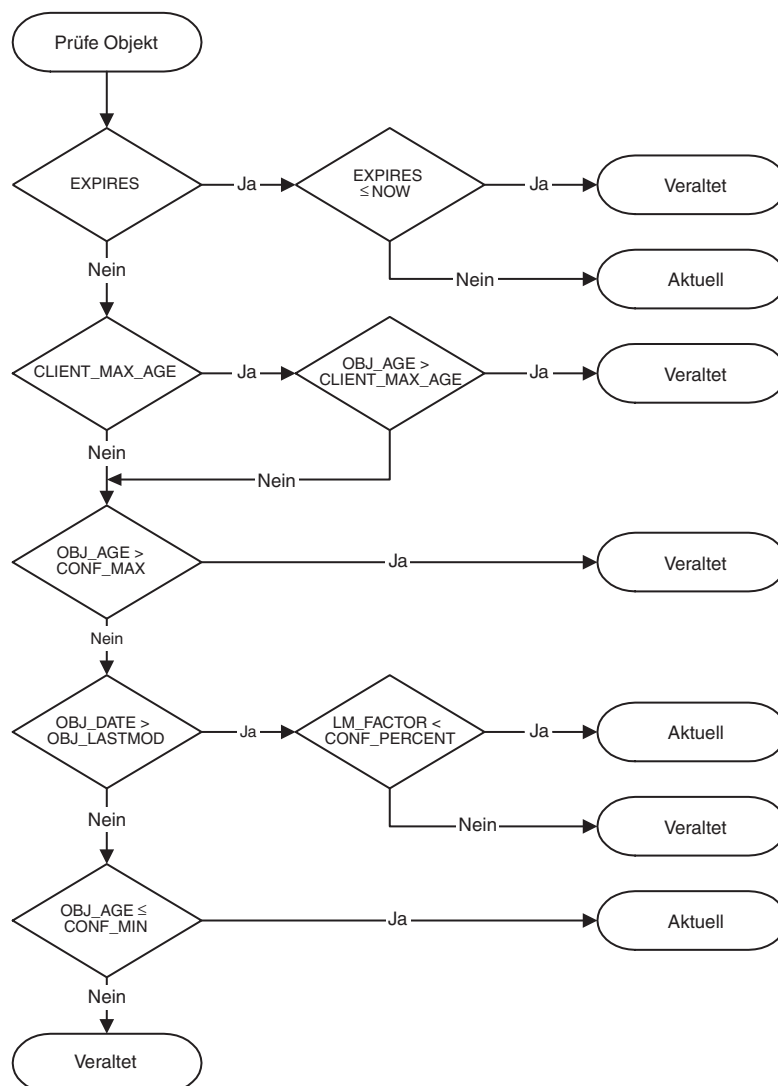 Prüfe Objekt
EXPIRES
Ja
EXPIRES
≤ NOW
Ja
Veraltet
Nein
Nein
Aktuell
CLIENT_MAX_AGE
Ja
OBJ_AGE >
CLIENT_MAX_AGE
Ja
Veraltet
Nein
Nein
OBJ_AGE >
CONF_MAX
Ja
Veraltet
Nein
OBJ_DATE >
OBJ_LASTMOD
Ja
LM_FACTOR <
CONF_PERCENT
Ja
Aktuell
Nein
Nein
Veraltet
OBJ_AGE ≤
CONF_MIN
Ja
Aktuell
Nein
Veraltet